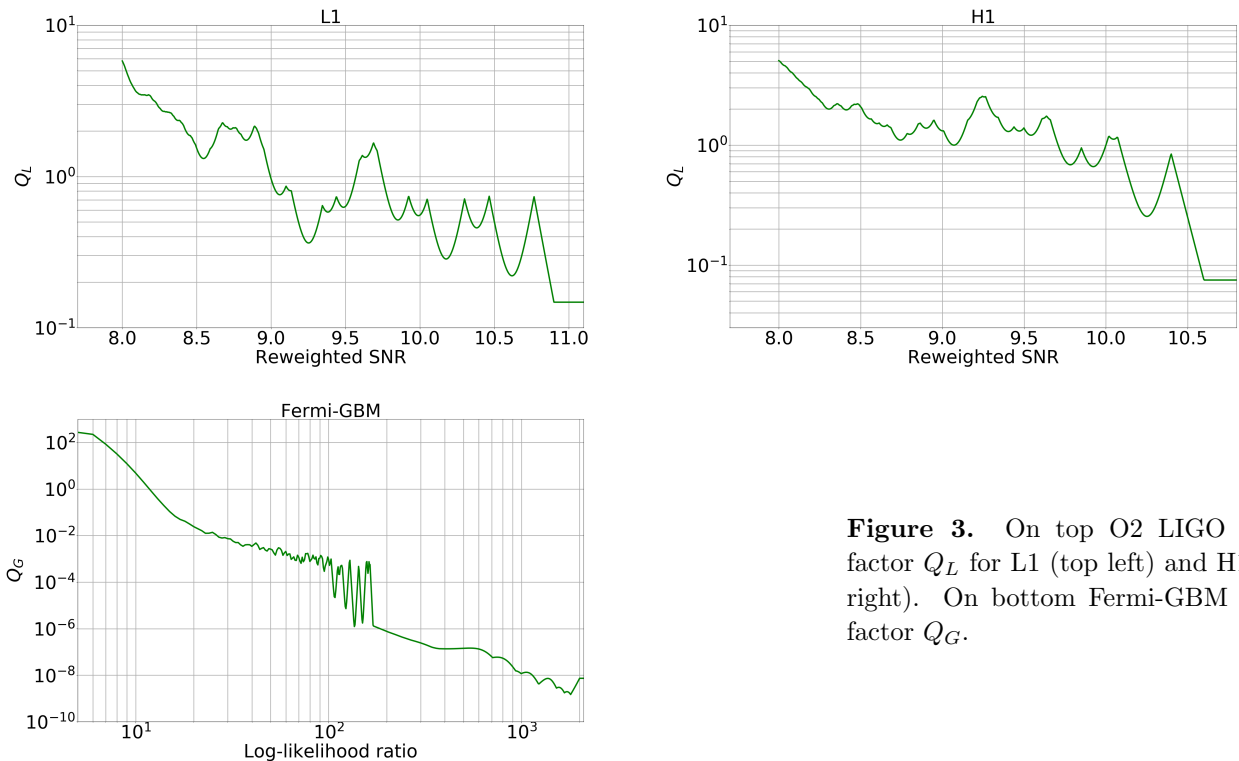 L1
10^1
10^0
10^{-1}
Q_L
8.0 8.5 9.0 9.5 10.0 10.5 11.0
Reweighted SNR
H1
10^1
10^0
10^{-1}
Q_L
8.0 8.5 9.0 9.5 10.0 10.5
Reweighted SNR
Fermi-GBM
10^2
10^0
10^{-2}
10^{-4}
10^{-6}
10^{-8}
10^{-10}
Q_G
10^1 10^2 10^3
Log-likelihood ratio
Figure 3. On top O2 LIGO
factor Q_L for L1 (top left) and
right). On bottom Fermi-GBM
factor Q_G.